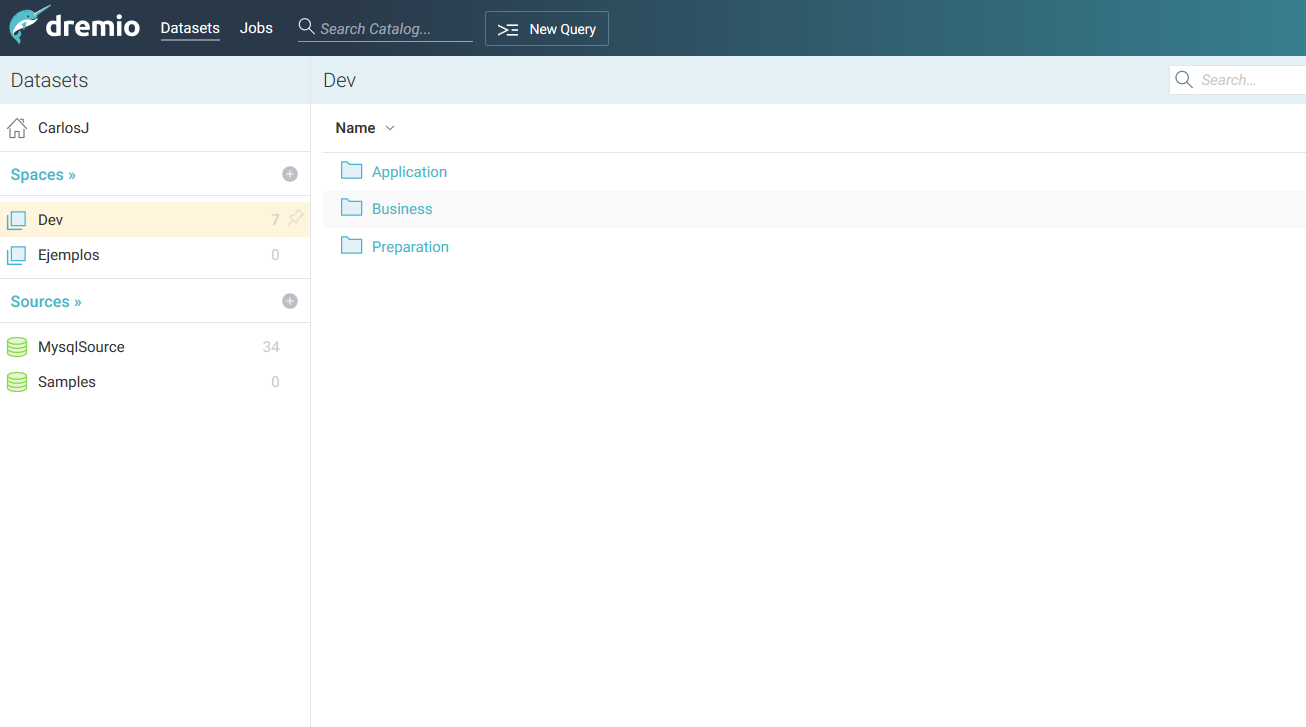 dremio Datasets Jobs Search Catalog... New Query
Datasets
CarlosJ
Spaces »
Dev 7
Ejemplos 0
Sources »
MysqlSource 34
Samples 0
Dev Search...
Name
Application
Business
Preparation